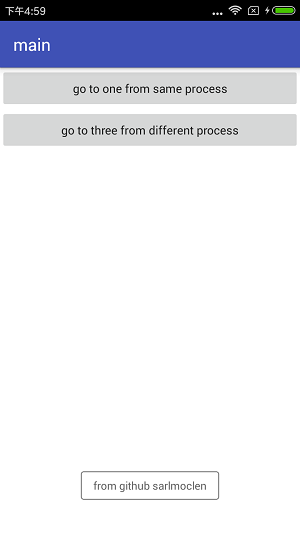 下午4:59
main
go to one from same process
go to three from different process
from github sarlmoclen